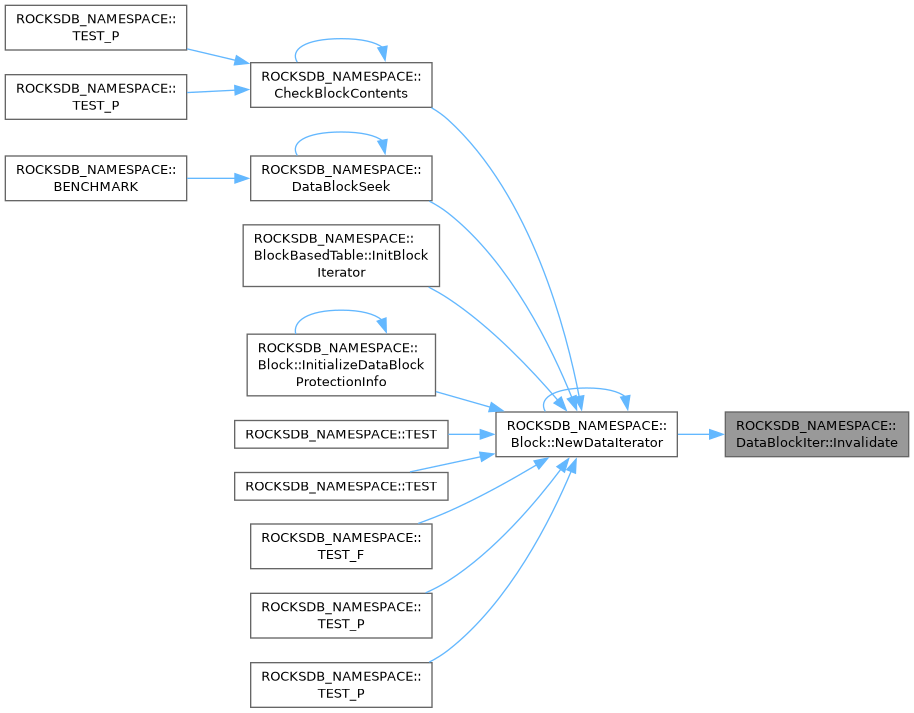 ROCKSDB_NAMESPACE::
TEST_P
ROCKSDB_NAMESPACE::
TEST_P
ROCKSDB_NAMESPACE::
BENCHMARK
ROCKSDB_NAMESPACE::
CheckBlockContents
ROCKSDB_NAMESPACE::
DataBlockSeek
ROCKSDB_NAMESPACE::
BlockBasedTable::InitBlock
Iterator
ROCKSDB_NAMESPACE::
Block::InitializeDataBlock
ProtectionInfo
ROCKSDB_NAMESPACE::TEST
ROCKSDB_NAMESPACE::TEST
ROCKSDB_NAMESPACE::
TEST_F
ROCKSDB_NAMESPACE::
TEST_P
ROCKSDB_NAMESPACE::
TEST_P
ROCKSDB_NAMESPACE::
Block::NewDataIterator
ROCKSDB_NAMESPACE::
DataBlockIter::Invalidate